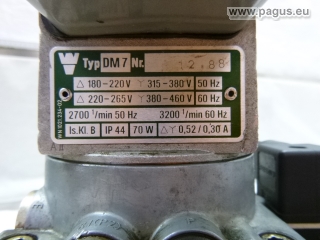 © www.pagus.eu
W Typ DM 7 Nr. 12.88
△ 180-220V Y 315-380V 50 Hz
△ 220-265V Y 380-460V 60 Hz
2700 1/min 50 Hz 3200 1/min 60 Hz
Is.Kl. B IP 44 70 W △ Y 0,52 / 0,30 A